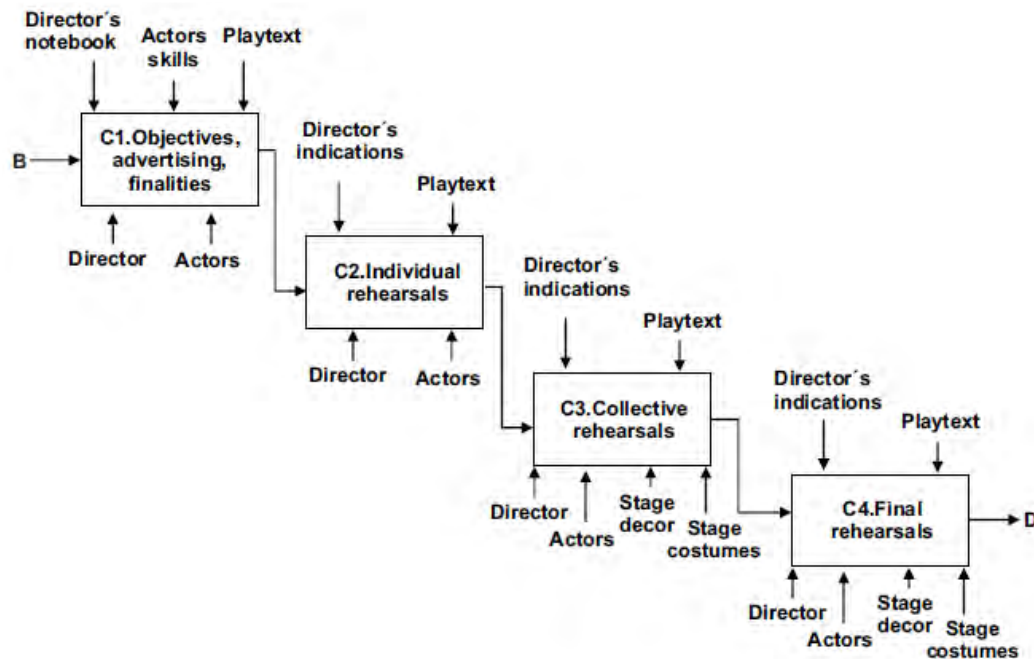 Director´s
notebook
Actors
skills
Playtext
B
C1.Objectives,
advertising,
finalities
Director
Actors
Director´s
indications
Playtext
C2.Individual
rehearsals
Director
Actors
Director´s
indications
Playtext
C3.Collective
rehearsals
Director
Actors
Stage
decor
Stage
costumes
Director´s
indications
Playtext
C4.Final
rehearsals
D
Director
Actors
Stage
decor
Stage
costumes